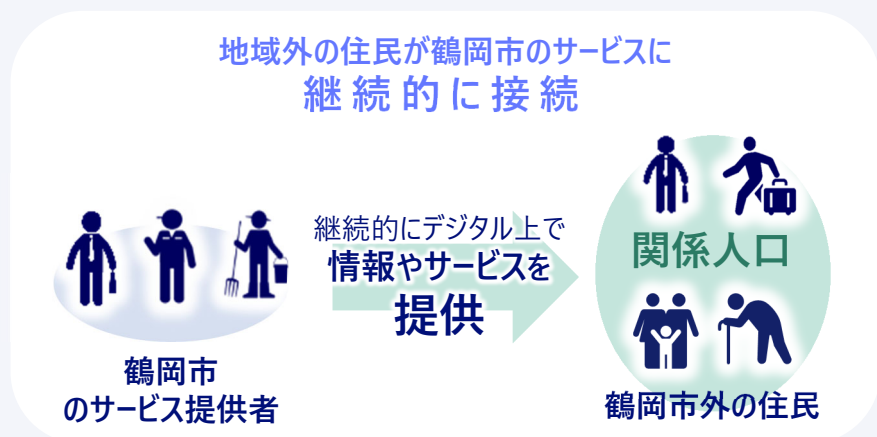 地域外の住民が鶴岡市のサービスに
継続的に接続
継続的にデジタル上で
情報やサービスを
提供
鶴岡市
のサービス提供者
関係人口
鶴岡市外の住民